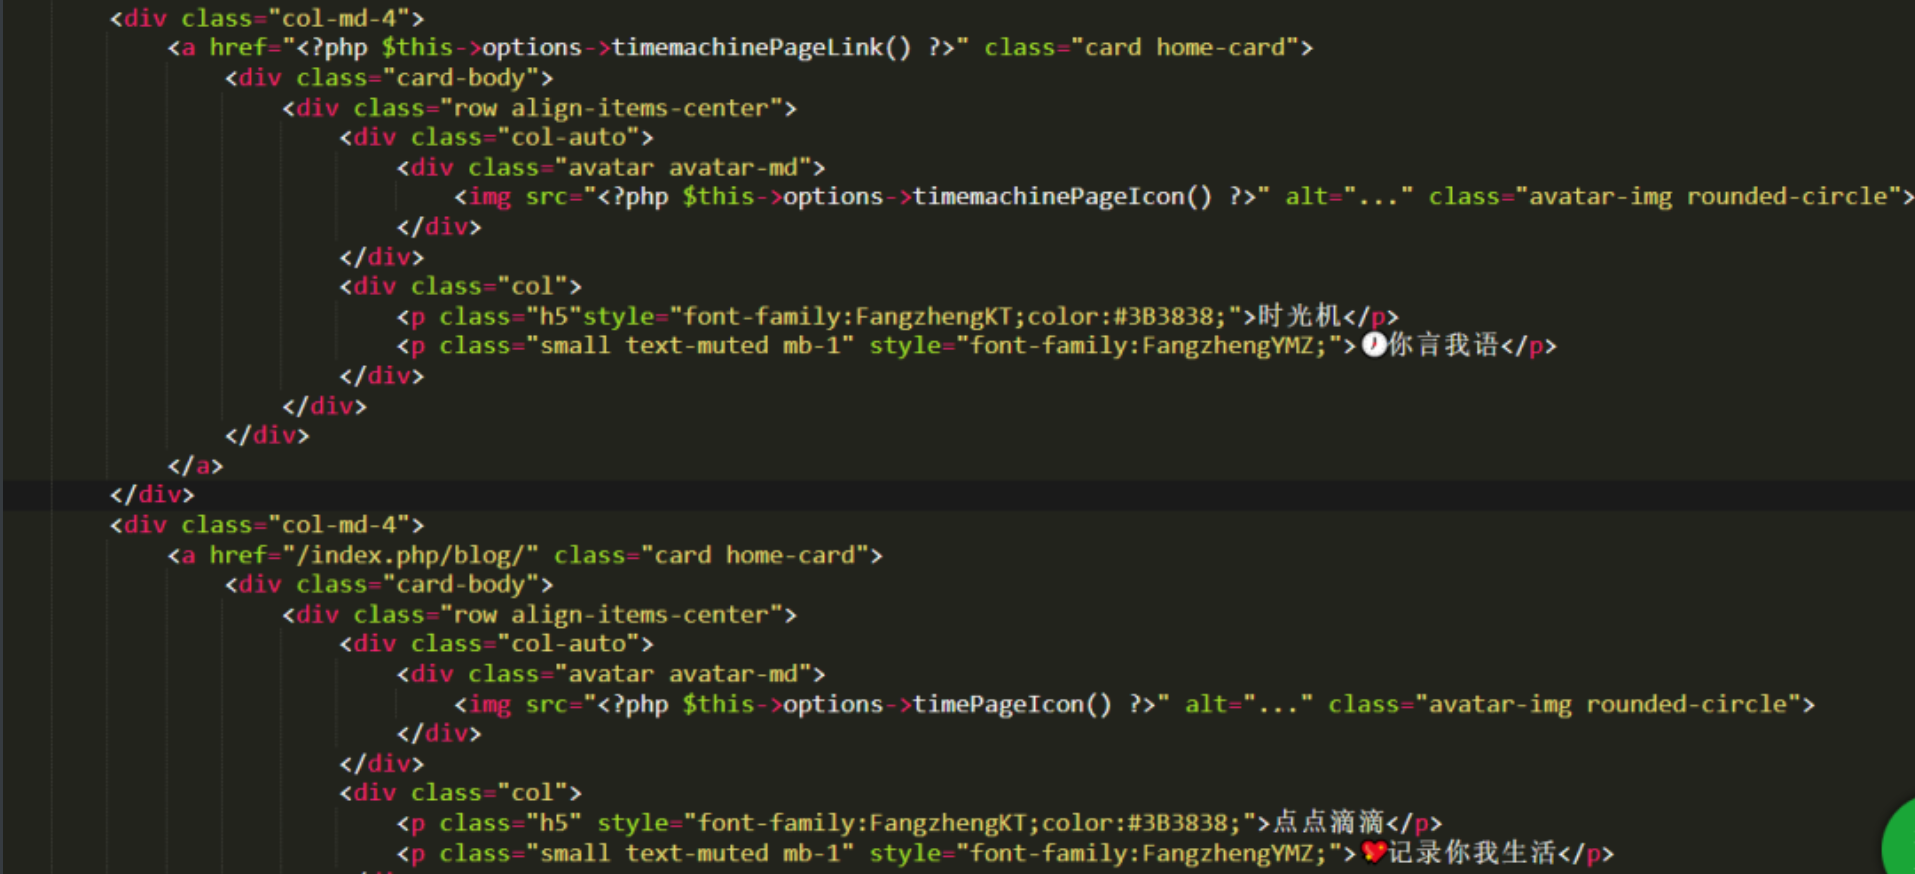 <div class="col-md-4">
<a href="<?php $this->options->timemachinePageLink() ?>" class="card home-card">
<div class="card-body">
<div class="row align-items-center">
<div class="col-auto">
<div class="avatar avatar-md">
<img src="<?php $this->options->timemachinePageIcon() ?>" alt="..." class="avatar-img rounded-circle">
</div>
</div>
<div class="col">
<p class="h5"style="font-family:FangzhengKT;color:#3B3838;">时光机</p>
<p class="small text-muted mb-1" style="font-family:FangzhengYMZ;">🕖你言我语</p>
</div>
</div>
</div>
</a>
</div>
<div class="col-md-4">
<a href="/index.php/blog/" class="card home-card">
<div class="card-body">
<div class="row align-items-center">
<div class="col-auto">
<div class="avatar avatar-md">
<img src="<?php $this->options->timePageIcon() ?>" alt="..." class="avatar-img rounded-circle">
</div>
</div>
<div class="col">
<p class="h5" style="font-family:FangzhengKT;color:#3B3838;">点点滴滴</p>
<p class="small text-muted mb-1" style="font-family:FangzhengYMZ;">💖记录你我生活</p>